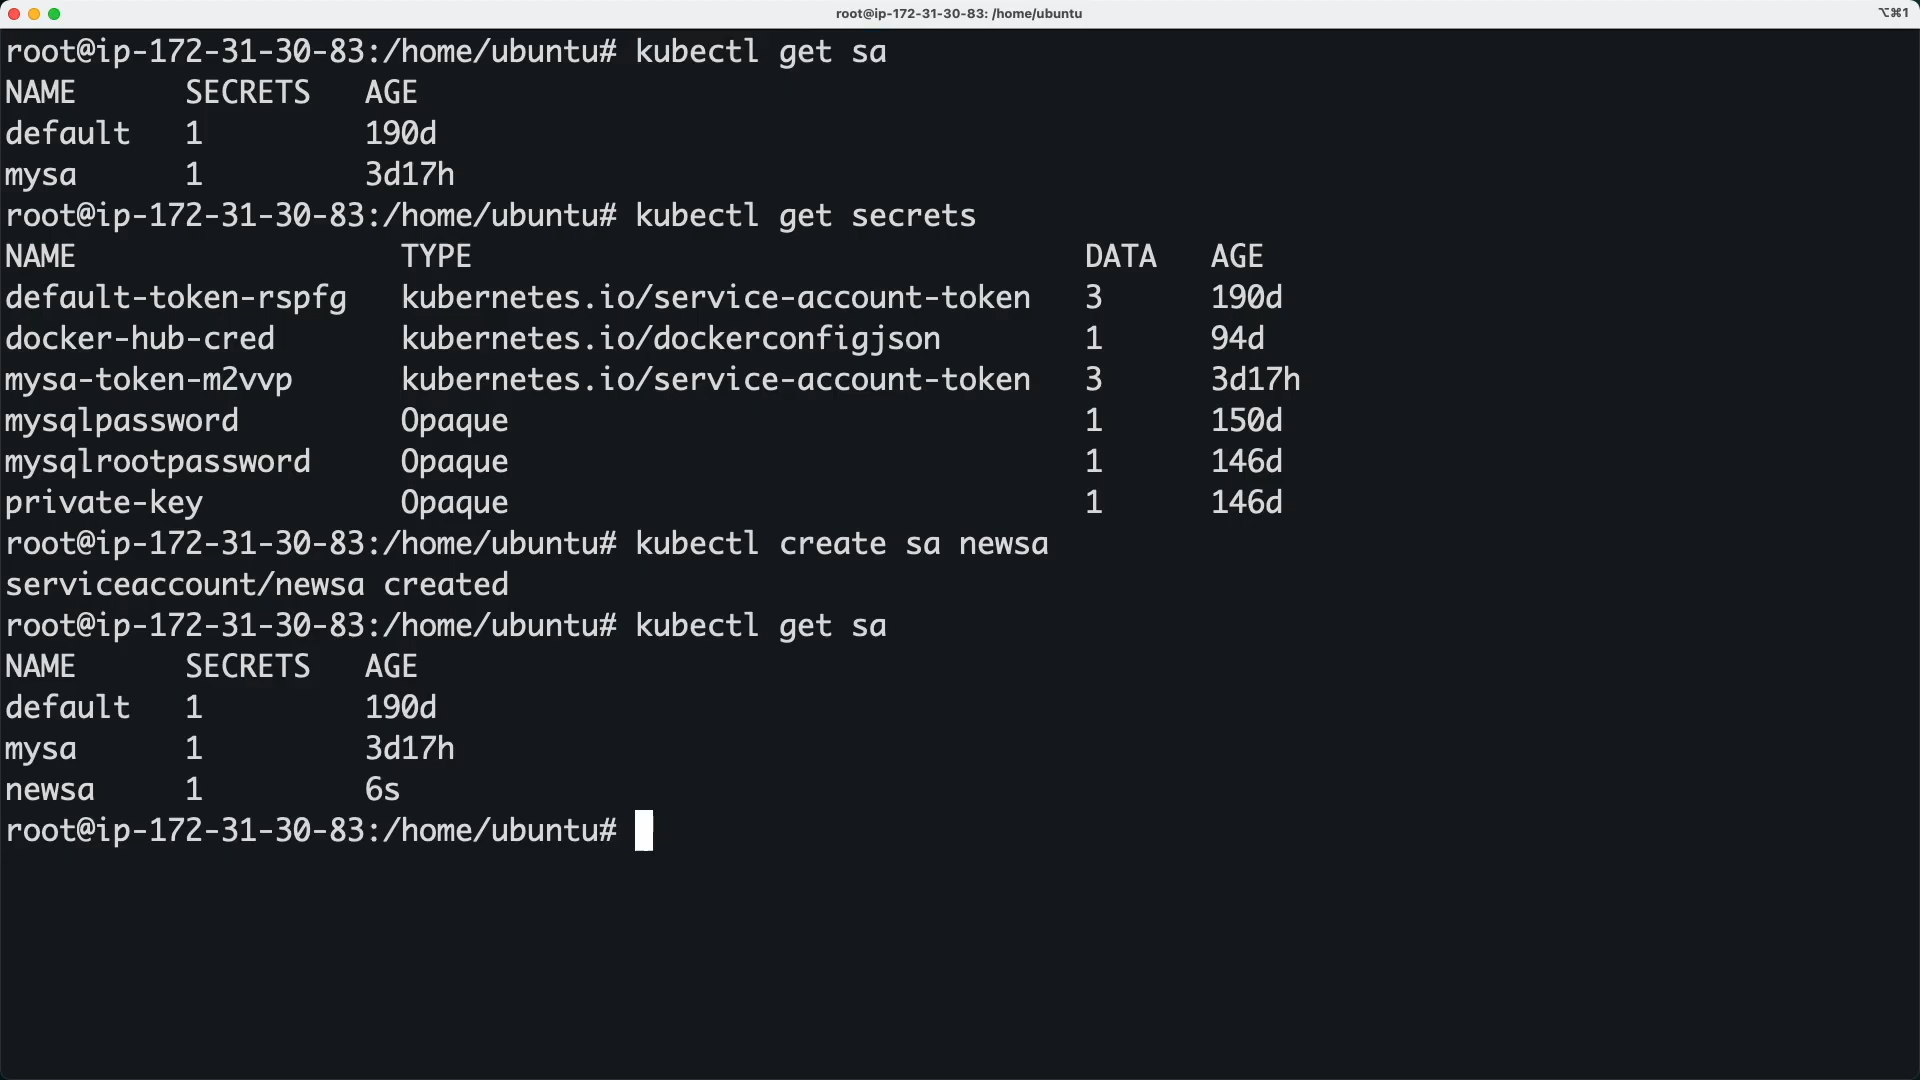 root@ip-172-31-30-83: /home/ubuntu
⌥⌘1
root@ip-172-31-30-83:/home/ubuntu# kubectl get sa
NAME      SECRETS   AGE
default   1         190d
mysa      1         3d17h
root@ip-172-31-30-83:/home/ubuntu# kubectl get secrets
NAME                  TYPE                                  DATA   AGE
default-token-rspfg   kubernetes.io/service-account-token   3      190d
docker-hub-cred       kubernetes.io/dockerconfigjson        1      94d
mysa-token-m2vvp      kubernetes.io/service-account-token   3      3d17h
mysqlpassword         Opaque                                1      150d
mysqlrootpassword     Opaque                                1      146d
private-key           Opaque                                1      146d
root@ip-172-31-30-83:/home/ubuntu# kubectl create sa newsa
serviceaccount/newsa created
root@ip-172-31-30-83:/home/ubuntu# kubectl get sa
NAME      SECRETS   AGE
default   1         190d
mysa      1         3d17h
newsa     1         6s
root@ip-172-31-30-83:/home/ubuntu#